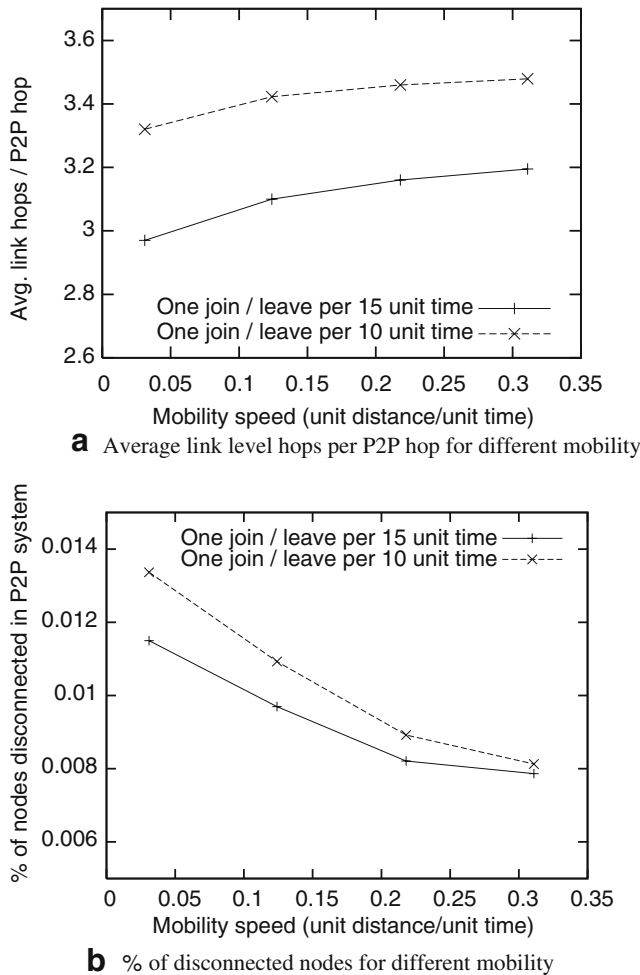 3.6
3.4
3.2
3
2.8
2.6
Avg. link hops / P2P hop
One join / leave per 15 unit time
One join / leave per 10 unit time
0 0.05 0.1 0.15 0.2 0.25 0.3 0.35
Mobility speed (unit distance/unit time)
a Average link level hops per P2P hop for different mobility
0.014
0.012
0.01
0.008
0.006
% of nodes disconnected in P2P system
One join / leave per 15 unit time
One join / leave per 10 unit time
0 0.05 0.1 0.15 0.2 0.25 0.3 0.35
Mobility speed (unit distance/unit time)
b % of disconnected nodes for different mobility